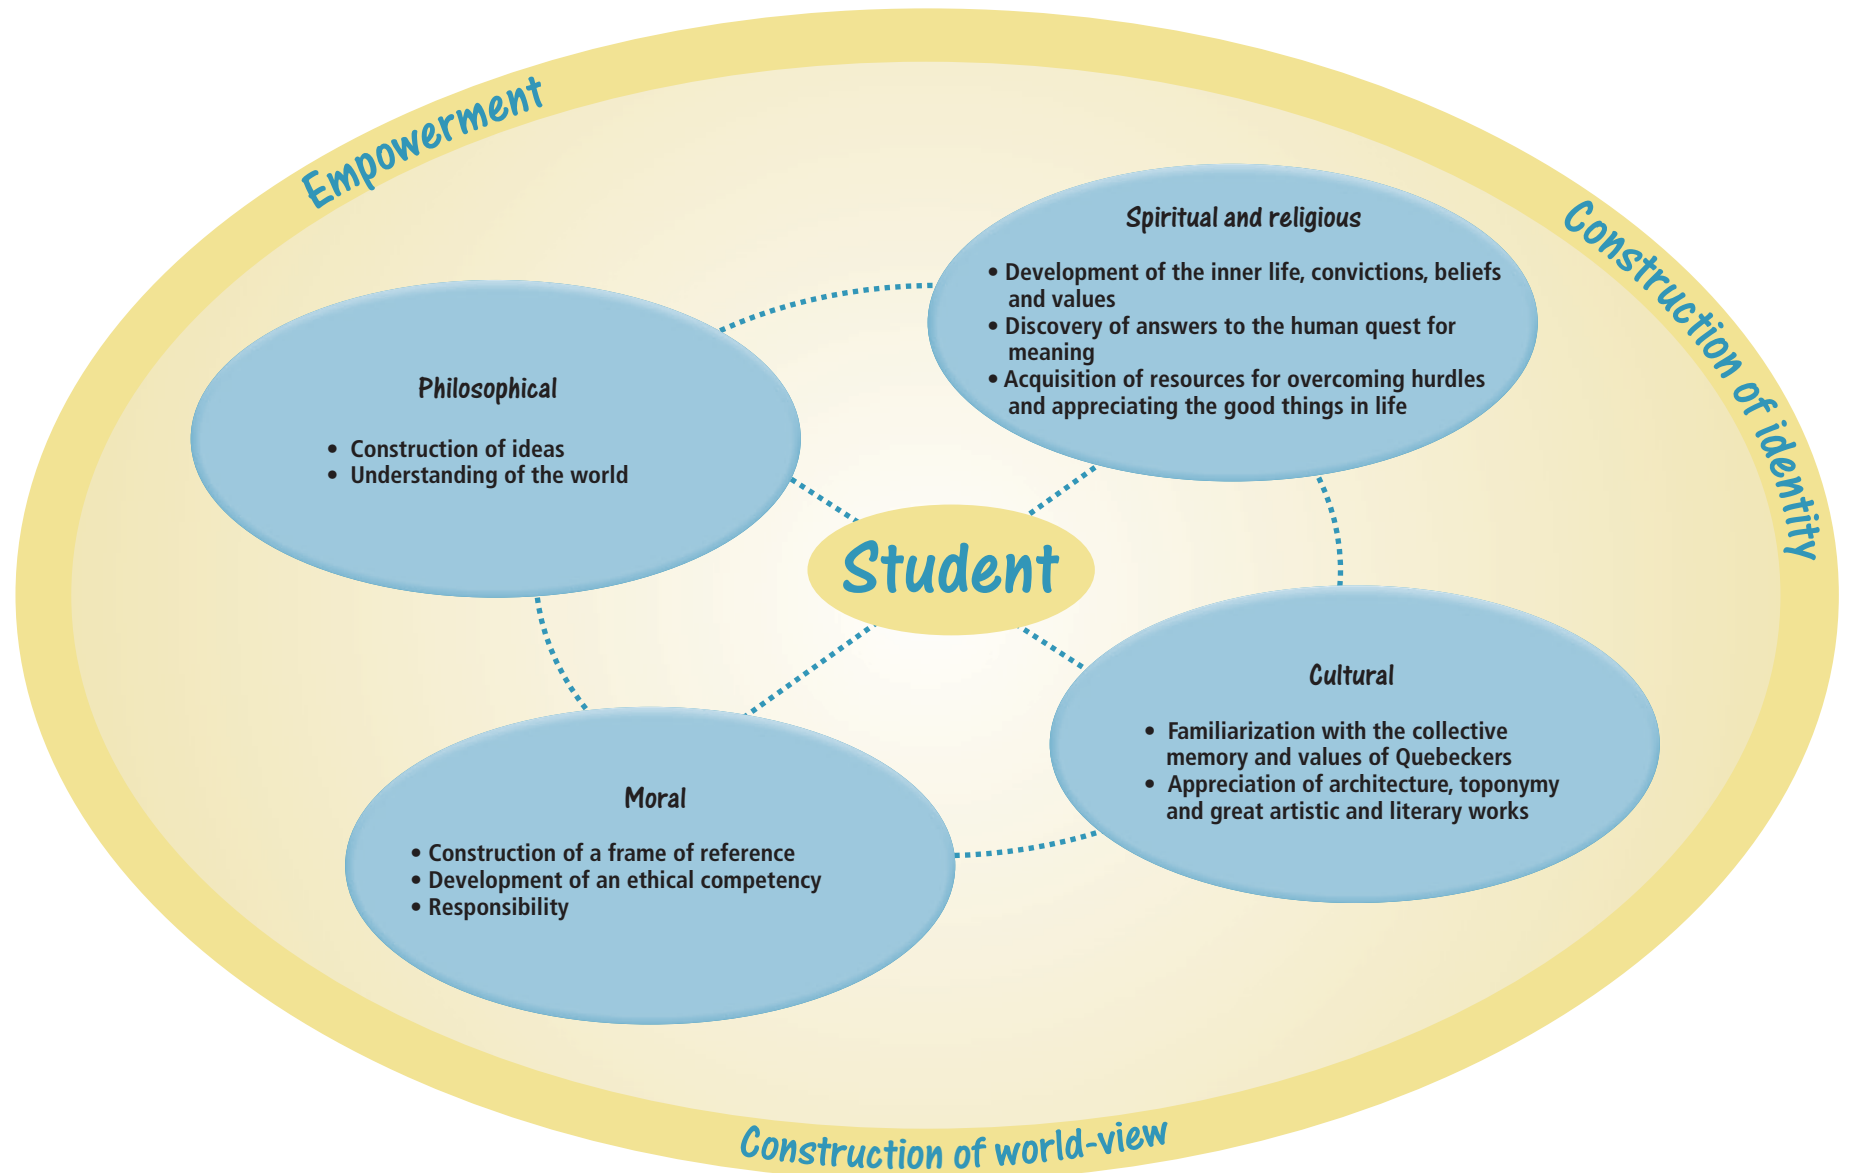 Empowerment
Construction of identity
Spiritual and religious
• Development of the inner life, convictions, beliefs
and values
• Discovery of answers to the human quest for
meaning
• Acquisition of resources for overcoming hurdles
and appreciating the good things in life
Philosophical
• Construction of ideas
• Understanding of the world
Student
Cultural
• Familiarization with the collective
memory and values of Quebeckers
• Appreciation of architecture, toponymy
and great artistic and literary works
Moral
• Construction of a frame of reference
• Development of an ethical competency
• Responsibility
Construction of world-view